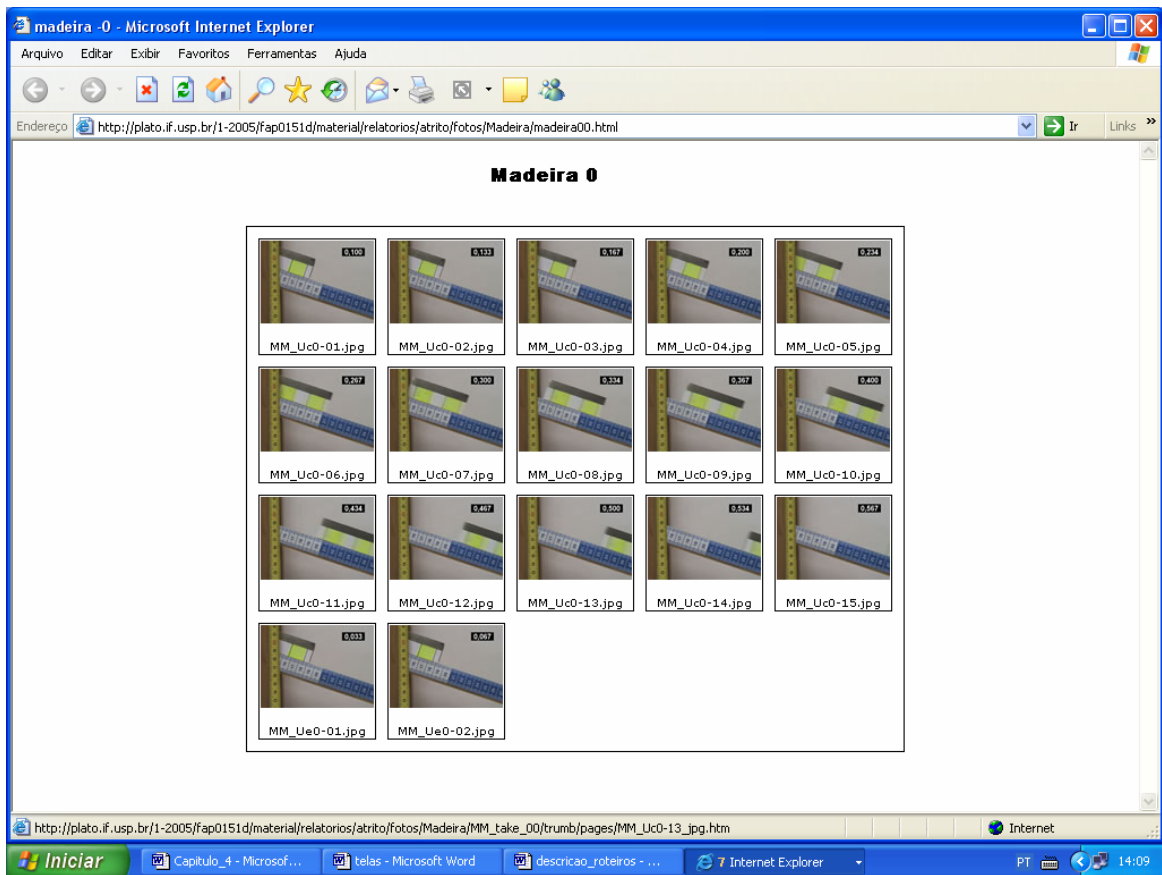 madeira -0 - Microsoft Internet Explorer
Arquivo Editar Exibir Favoritos Ferramentas Ajuda
Endereço http://plato.if.usp.br/1-2005/fap0151d/material/relatorios/atrito/fotos/Madeira/madeira00.html Ir Links »
Madeira 0
0,100 0,133 0,167 0,200 0,234
MM_Uc0-01.jpg MM_Uc0-02.jpg MM_Uc0-03.jpg MM_Uc0-04.jpg MM_Uc0-05.jpg
0,267 0,300 0,334 0,367 0,400
MM_Uc0-06.jpg MM_Uc0-07.jpg MM_Uc0-08.jpg MM_Uc0-09.jpg MM_Uc0-10.jpg
0,434 0,467 0,500 0,534 0,567
MM_Uc0-11.jpg MM_Uc0-12.jpg MM_Uc0-13.jpg MM_Uc0-14.jpg MM_Uc0-15.jpg
0,033 0,067
MM_Ue0-01.jpg MM_Ue0-02.jpg
http://plato.if.usp.br/1-2005/fap0151d/material/relatorios/atrito/fotos/Madeira/MM_take_00/trumb/pages/MM_Uc0-13_jpg.htm Internet
Iniciar Capitulo_4 - Microsof... telas - Microsoft Word descricao_roteiros - ... 7 Internet Explorer PT 14:09